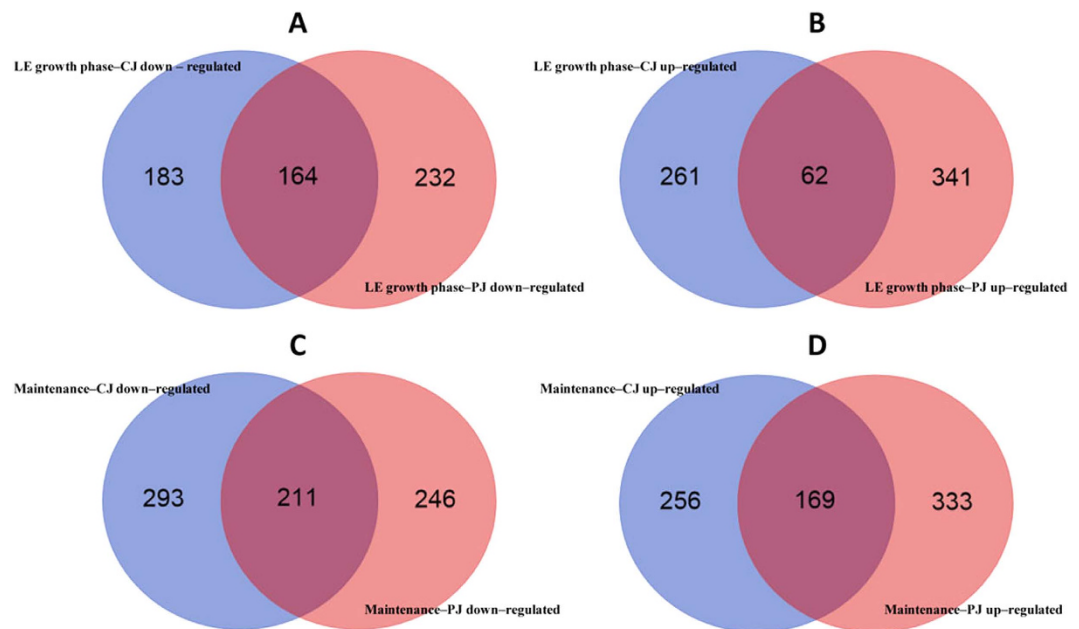 A
B
LE growth phase–CJ down – regulated
LE growth phase–CJ up–regulated
183
164
232
261
62
341
LE growth phase–PJ down–regulated
LE growth phase–PJ up–regulated
C
D
Maintenance–CJ down–regulated
Maintenance–CJ up–regulated
293
211
246
256
169
333
Maintenance–PJ down–regulated
Maintenance–PJ up–regulated